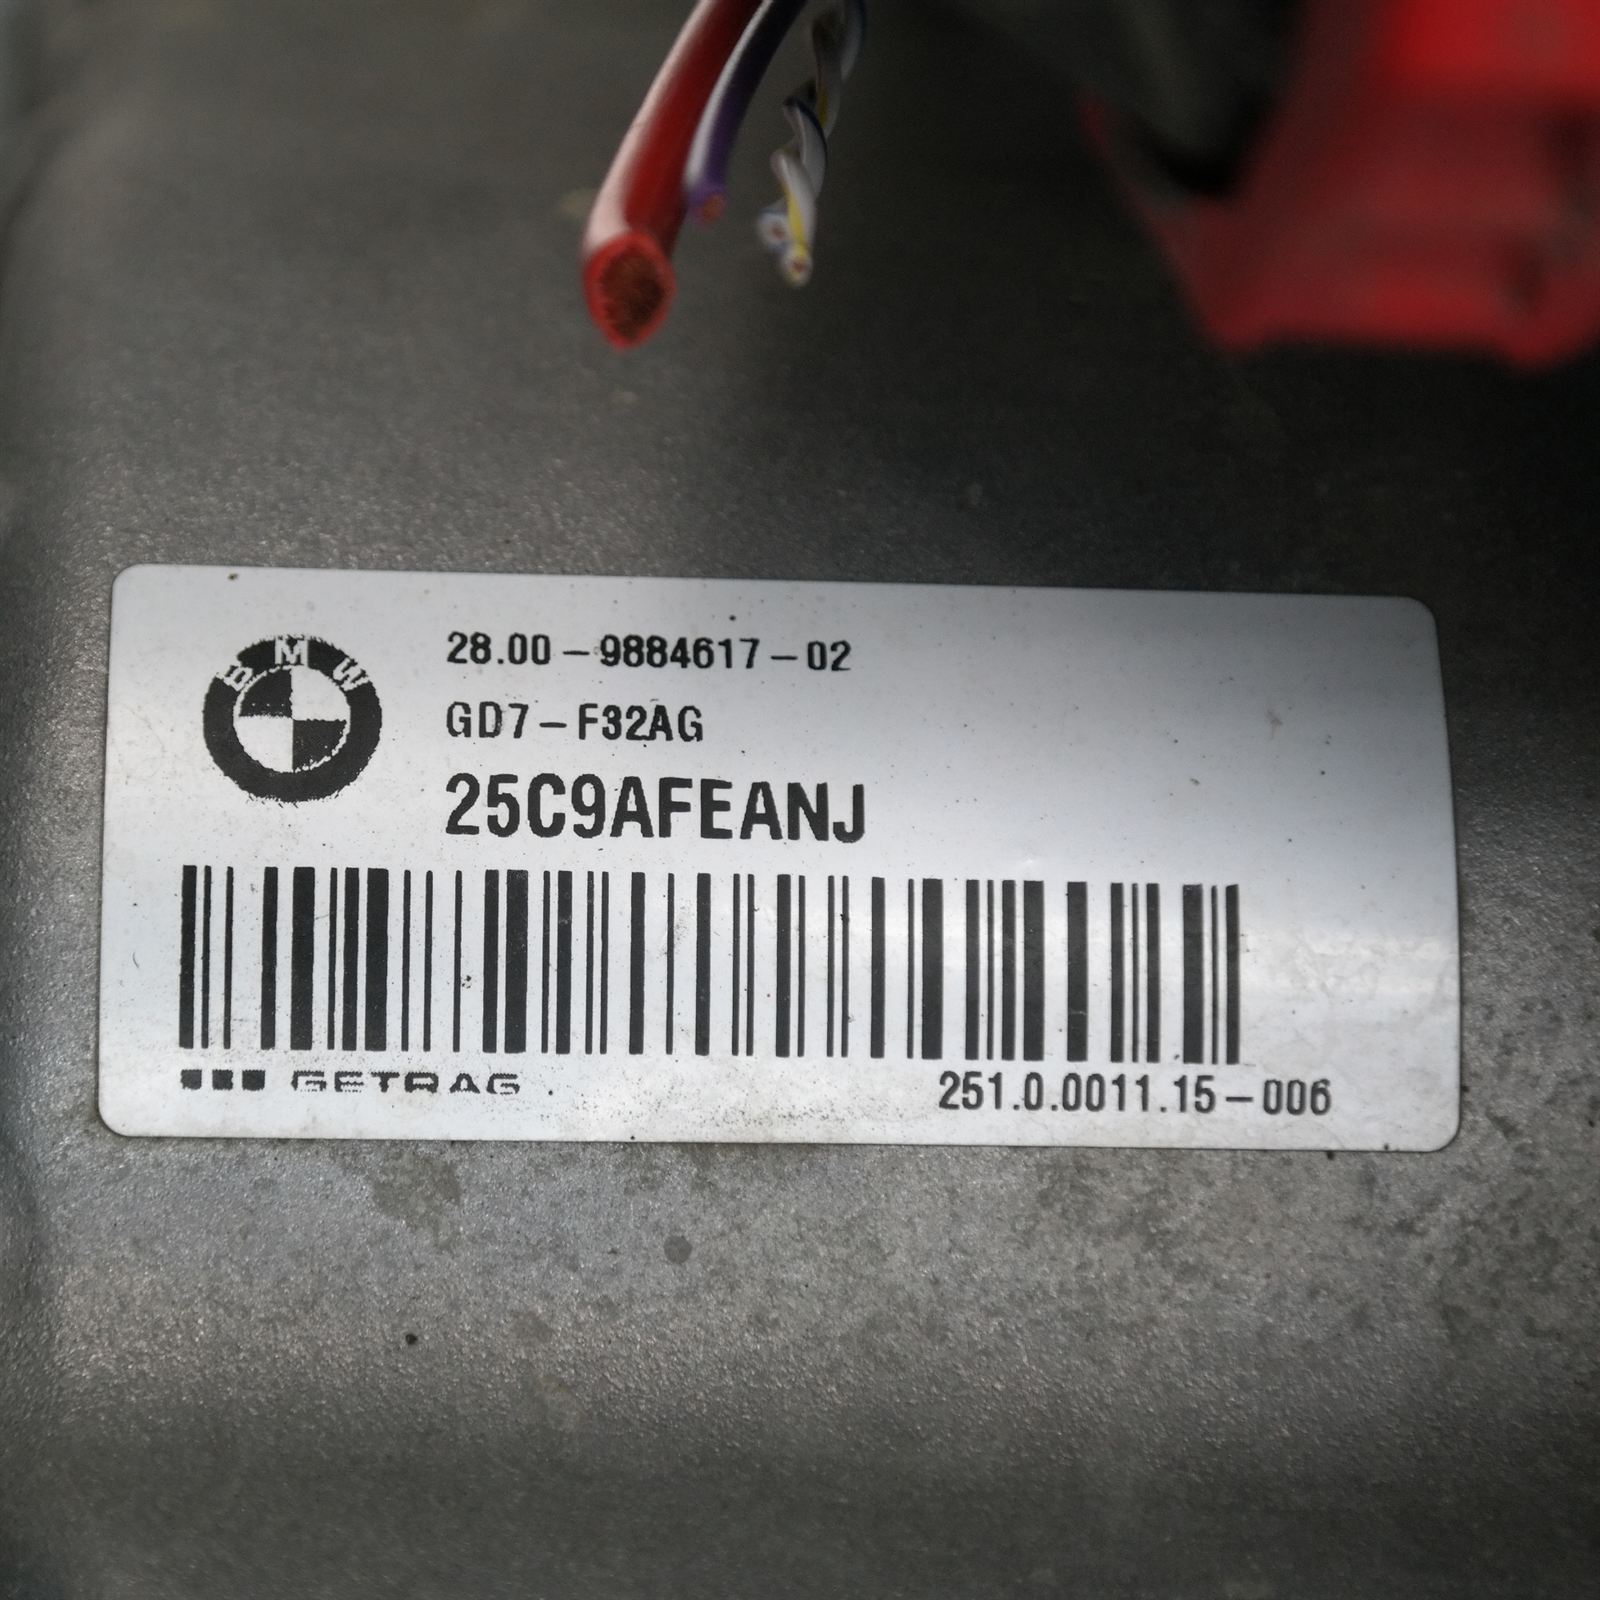 BMW
28.00-9884617-02
GD7-F32AG
25C9AFEANJ
GETRAG
251.0.0011.15-006